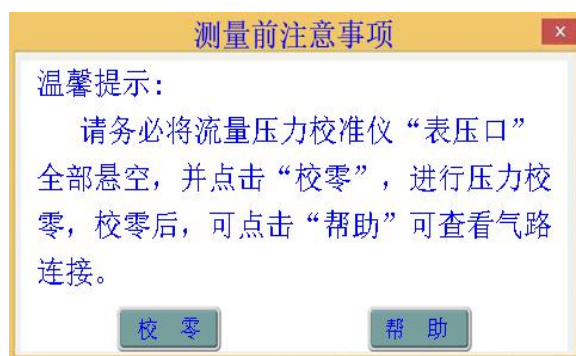 测量前注意事项
温馨提示:
请务必将流量压力校准仪“表压口”
全部悬空，并点击“校零”，进行压力校
零，校零后，可点击“帮助”可查看气路
连接。
校 零
帮 助